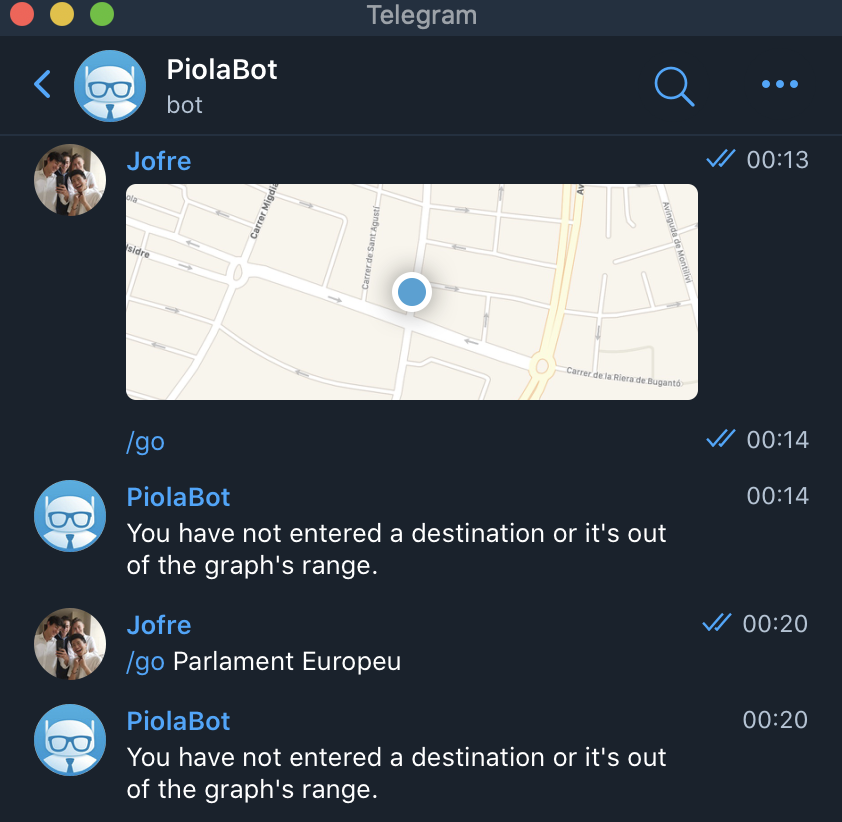 Telegram
PiolaBot
bot
Jofre 00:13
ola
Carrer Migdia
Isidre
Carrer de Sant Agustí
Av
Avinguda de Montilivi
Carrer de la Riera de Bugantó
/go 00:14
PiolaBot 00:14
You have not entered a destination or it's out
of the graph's range.
Jofre 00:20
/go Parlament Europeu
PiolaBot 00:20
You have not entered a destination or it's out
of the graph's range.